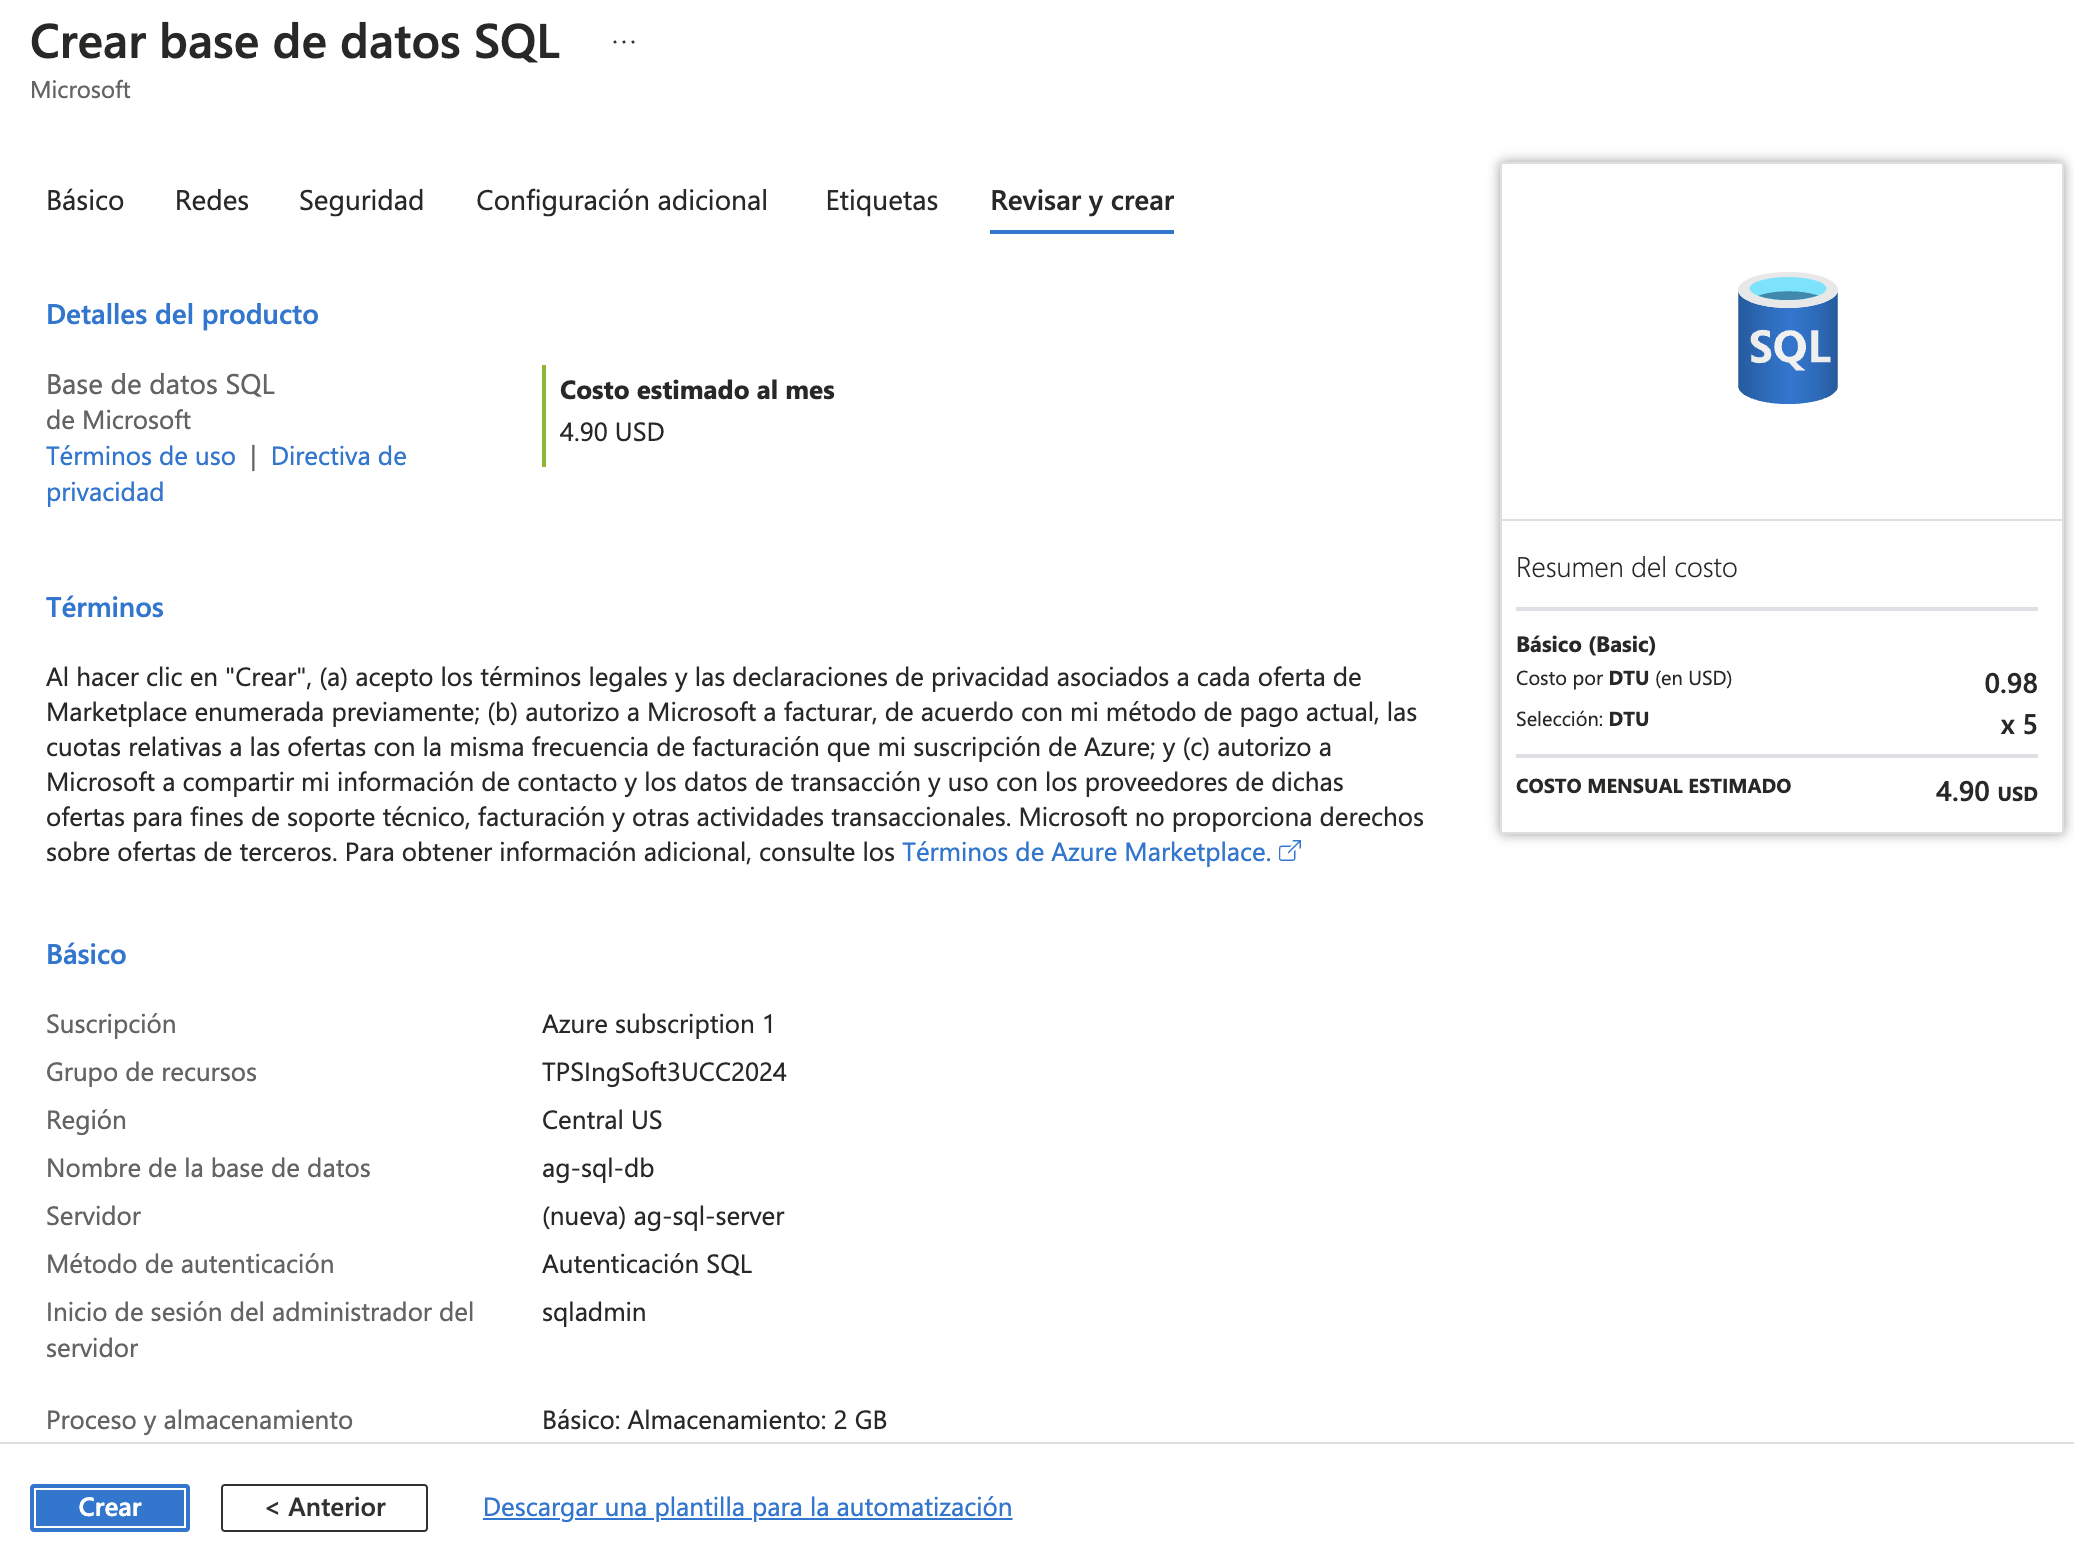 Crear base de datos SQL ...
Microsoft
Básico Redes Seguridad Configuración adicional Etiquetas Revisar y crear
Detalles del producto
Base de datos SQL
de Microsoft
Términos de uso | Directiva de
privacidad
Costo estimado al mes
4.90 USD
Términos
Al hacer clic en "Crear", (a) acepto los términos legales y las declaraciones de privacidad asociados a cada oferta de
Marketplace enumerada previamente; (b) autorizo a Microsoft a facturar, de acuerdo con mi método de pago actual, las
cuotas relativas a las ofertas con la misma frecuencia de facturación que mi suscripción de Azure; y (c) autorizo a
Microsoft a compartir mi información de contacto y los datos de transacción y uso con los proveedores de dichas
ofertas para fines de soporte técnico, facturación y otras actividades transaccionales. Microsoft no proporciona derechos
sobre ofertas de terceros. Para obtener información adicional, consulte los Términos de Azure Marketplace.
Básico
Suscripción Azure subscription 1
Grupo de recursos TPSIngSoft3UCC2024
Región Central US
Nombre de la base de datos ag-sql-db
Servidor (nueva) ag-sql-server
Método de autenticación Autenticación SQL
Inicio de sesión del administrador del sqladmin
servidor
Proceso y almacenamiento Básico: Almacenamiento: 2 GB
SQL
Resumen del costo
Básico (Basic)
Costo por DTU (en USD) 0.98
Selección: DTU x 5
COSTO MENSUAL ESTIMADO 4.90 USD
Crear < Anterior Descargar una plantilla para la automatización